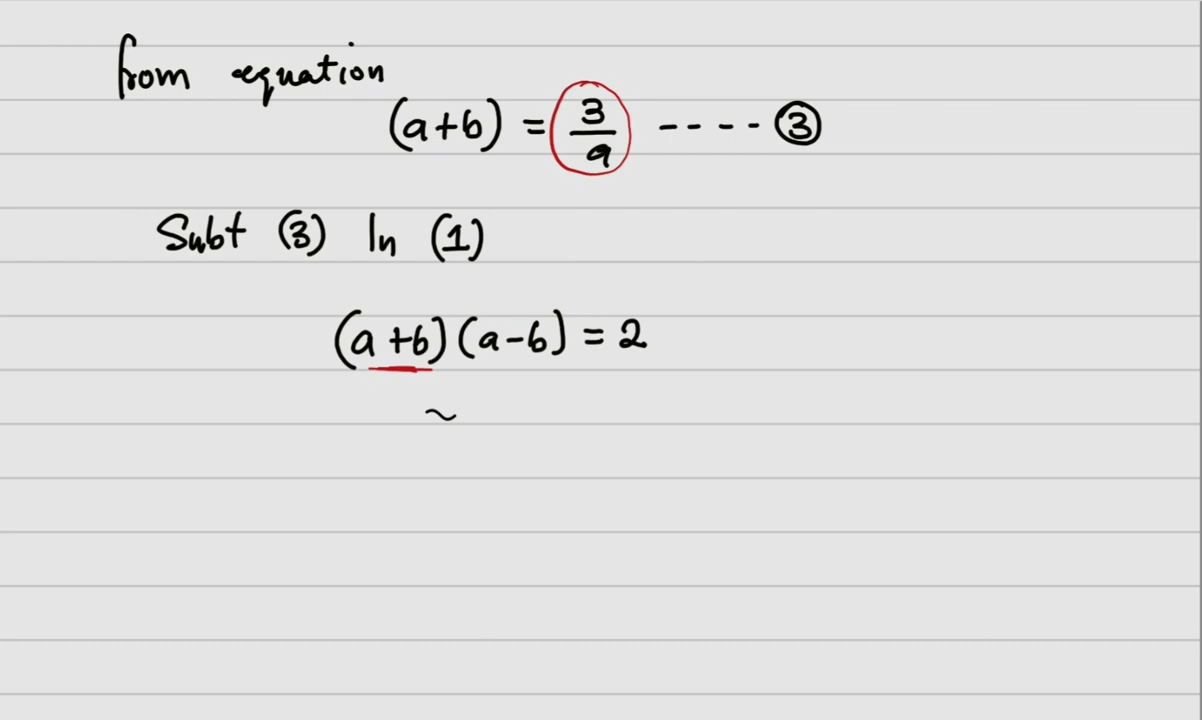 from equation
(a+b) = 3/a ---- ③
Subt (3) In (1)
(a+b)(a-b) = 2
~